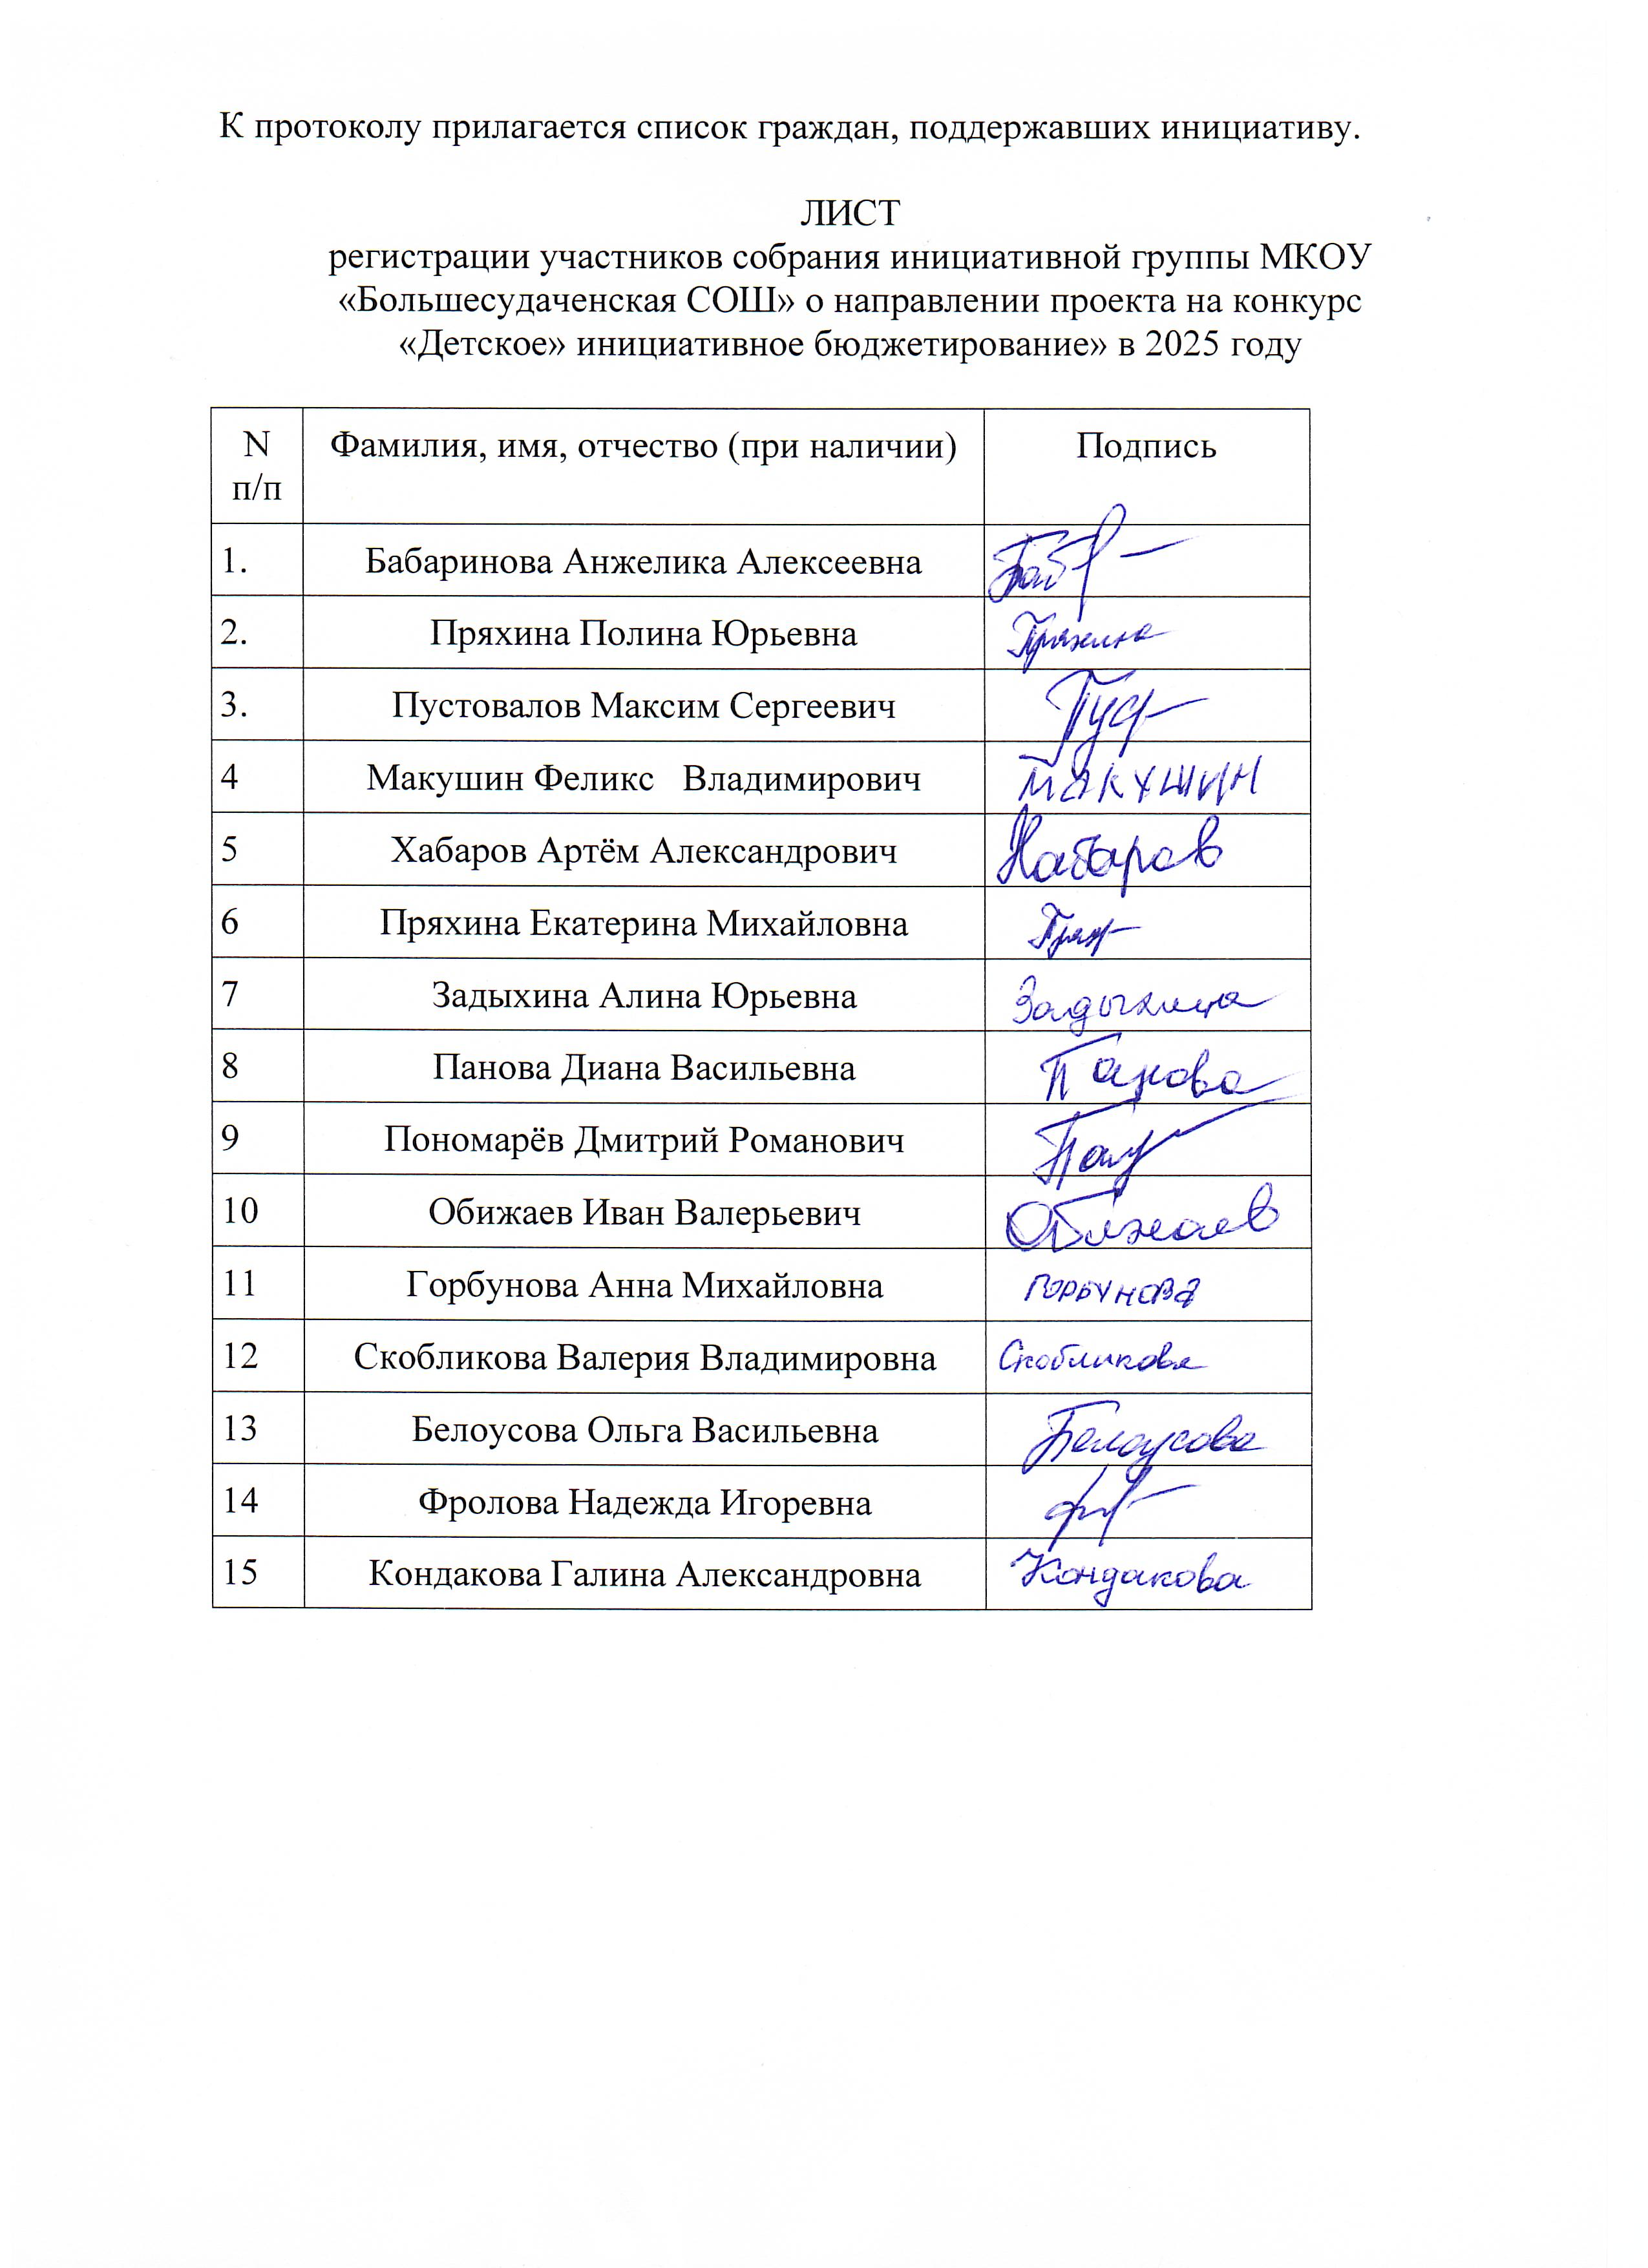 К протоколу прилагается список граждан, поддержавших инициативу.
ЛИСТ
регистрации участников собрания инициативной группы МКОУ
«Большесудаченская СОШ» о направлении проекта на конкурс
«Детское» инициативное бюджетирование» в 2025 году
N п/п Фамилия, имя, отчество (при наличии) Подпись
1. Бабаринова Анжелика Алексеевна
2. Пряхина Полина Юрьевна Пряхина
3. Пустовалов Максим Сергеевич
4 Макушин Феликс Владимирович Макушин
5 Хабаров Артём Александрович Хабаров
6 Пряхина Екатерина Михайловна
7 Задыхина Алина Юрьевна Задыхина
8 Панова Диана Васильевна Панова
9 Пономарёв Дмитрий Романович
10 Обижаев Иван Валерьевич Обижаев
11 Горбунова Анна Михайловна Горбунова
12 Скобликова Валерия Владимировна Скобликова
13 Белоусова Ольга Васильевна Белоусова
14 Фролова Надежда Игоревна
15 Кондакова Галина Александровна Кондакова